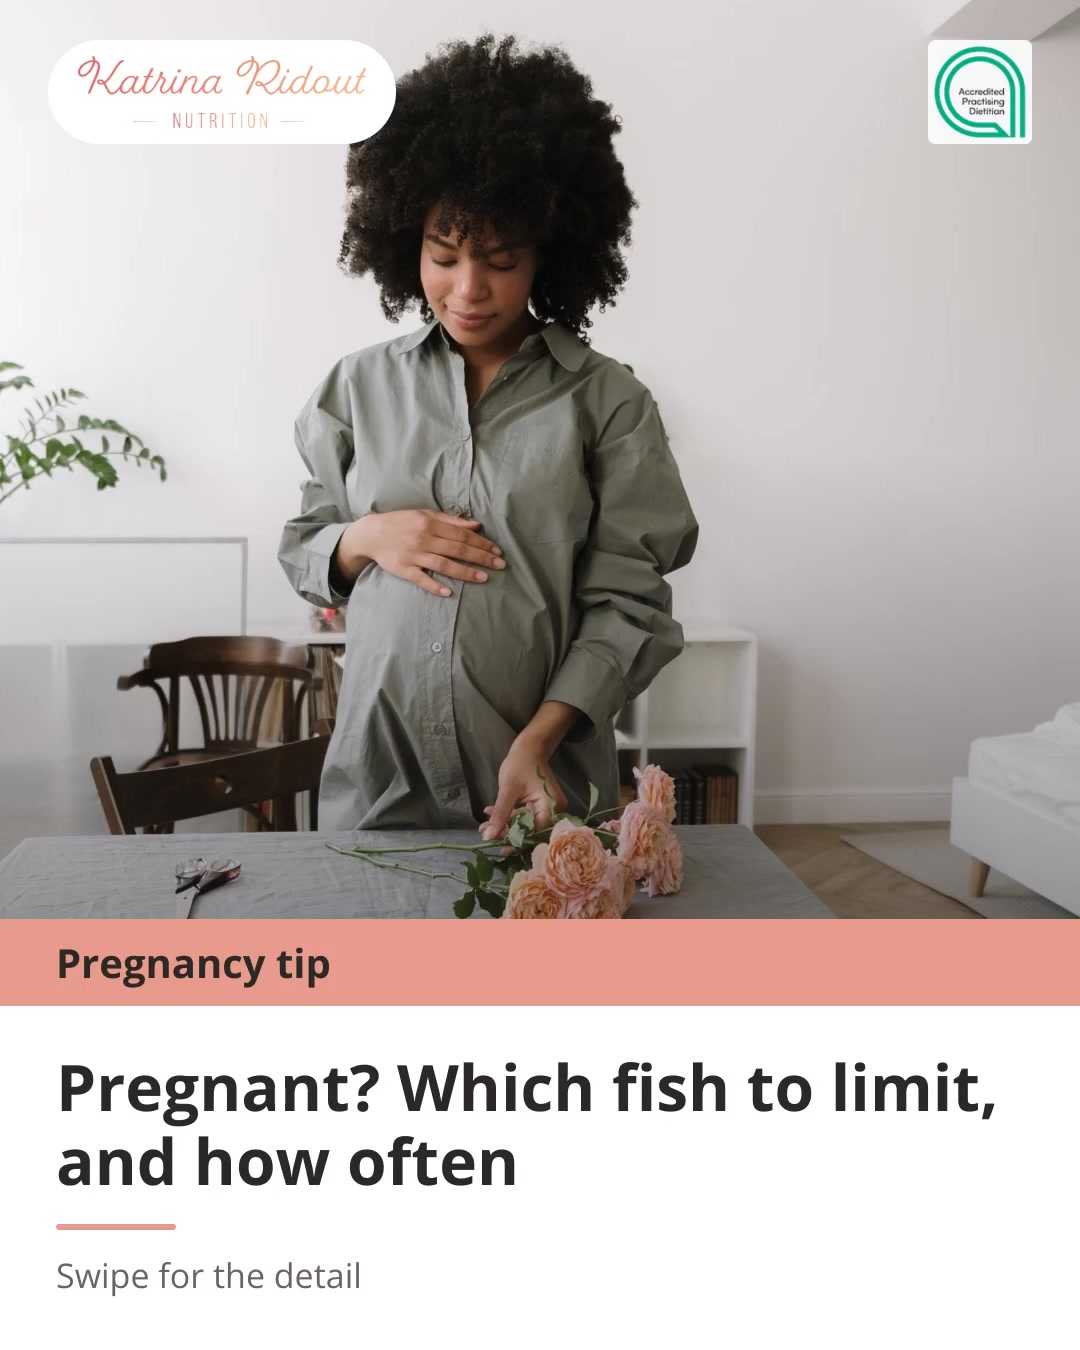 Katrina Ridout
NUTRITION
Accredited
Practising
Dietitian
Pregnancy tip
Pregnant? Which fish to limit,
and how often
Swipe for the detail